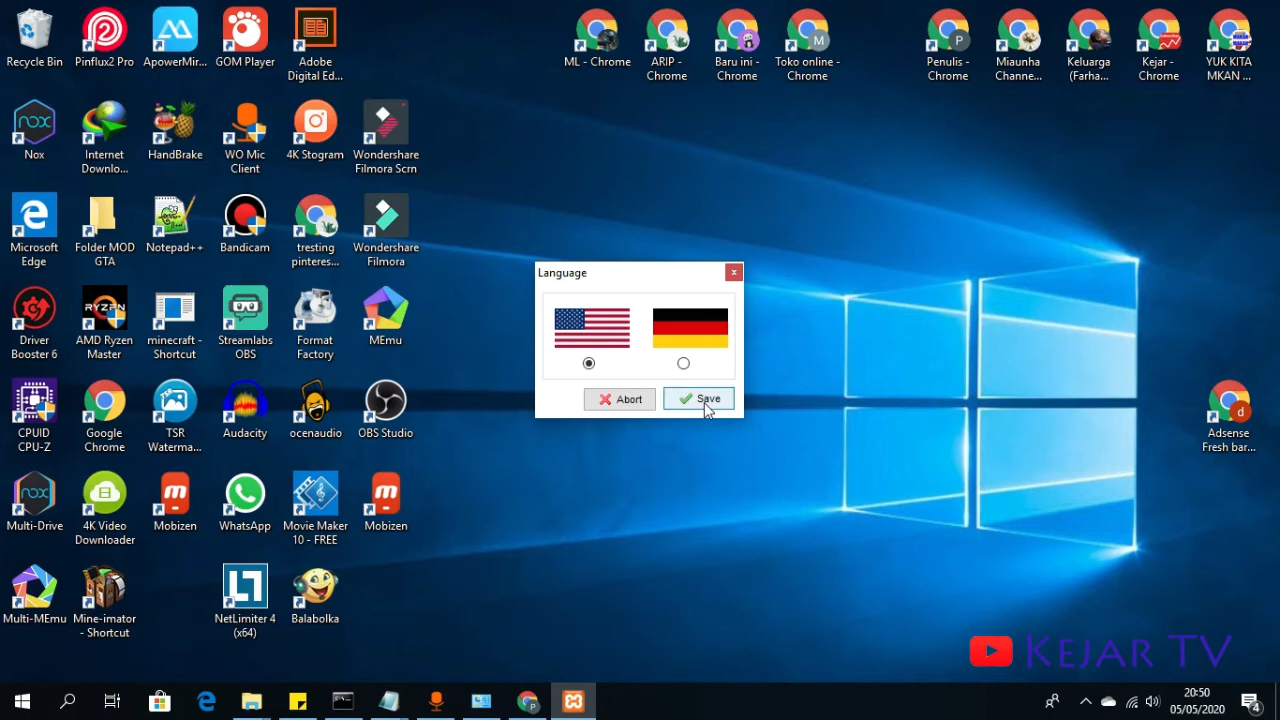 Recycle Bin
Pinflux2 Pro
ApowerMir...
GOM Player
Adobe
Digital Ed...
ML - Chrome
ARIP -
Chrome
Baru ini -
Chrome
Toko online -
Chrome
Penulis -
Chrome
Miaunha
Channe...
Keluarga
(Farha...
Kejar -
Chrome
YUK KITA
MKAN ...
Nox
Internet
Downlo...
HandBrake
WO Mic
Client
4K Stogram
Wondershare
Filmora Scrn
Microsoft
Edge
Folder MOD
GTA
Notepad++
Bandicam
tresting
pinteres...
Wondershare
Filmora
Language
Abort
Save
Driver
Booster 6
RYZEN
AMD Ryzen
Master
minecraft -
Shortcut
Streamlabs
OBS
Format
Factory
MEmu
CPUID
CPU-Z
Google
Chrome
TSR
Waterma...
Audacity
ocenaudio
OBS Studio
Adsense
Fresh bar...
Multi-Drive
4K Video
Downloader
Mobizen
WhatsApp
Movie Maker
10 - FREE
Mobizen
Multi-MEmu
Mine-imator
- Shortcut
NetLimiter 4
(x64)
Balabolka
KEJAR TV
20:50
05/05/2020
4